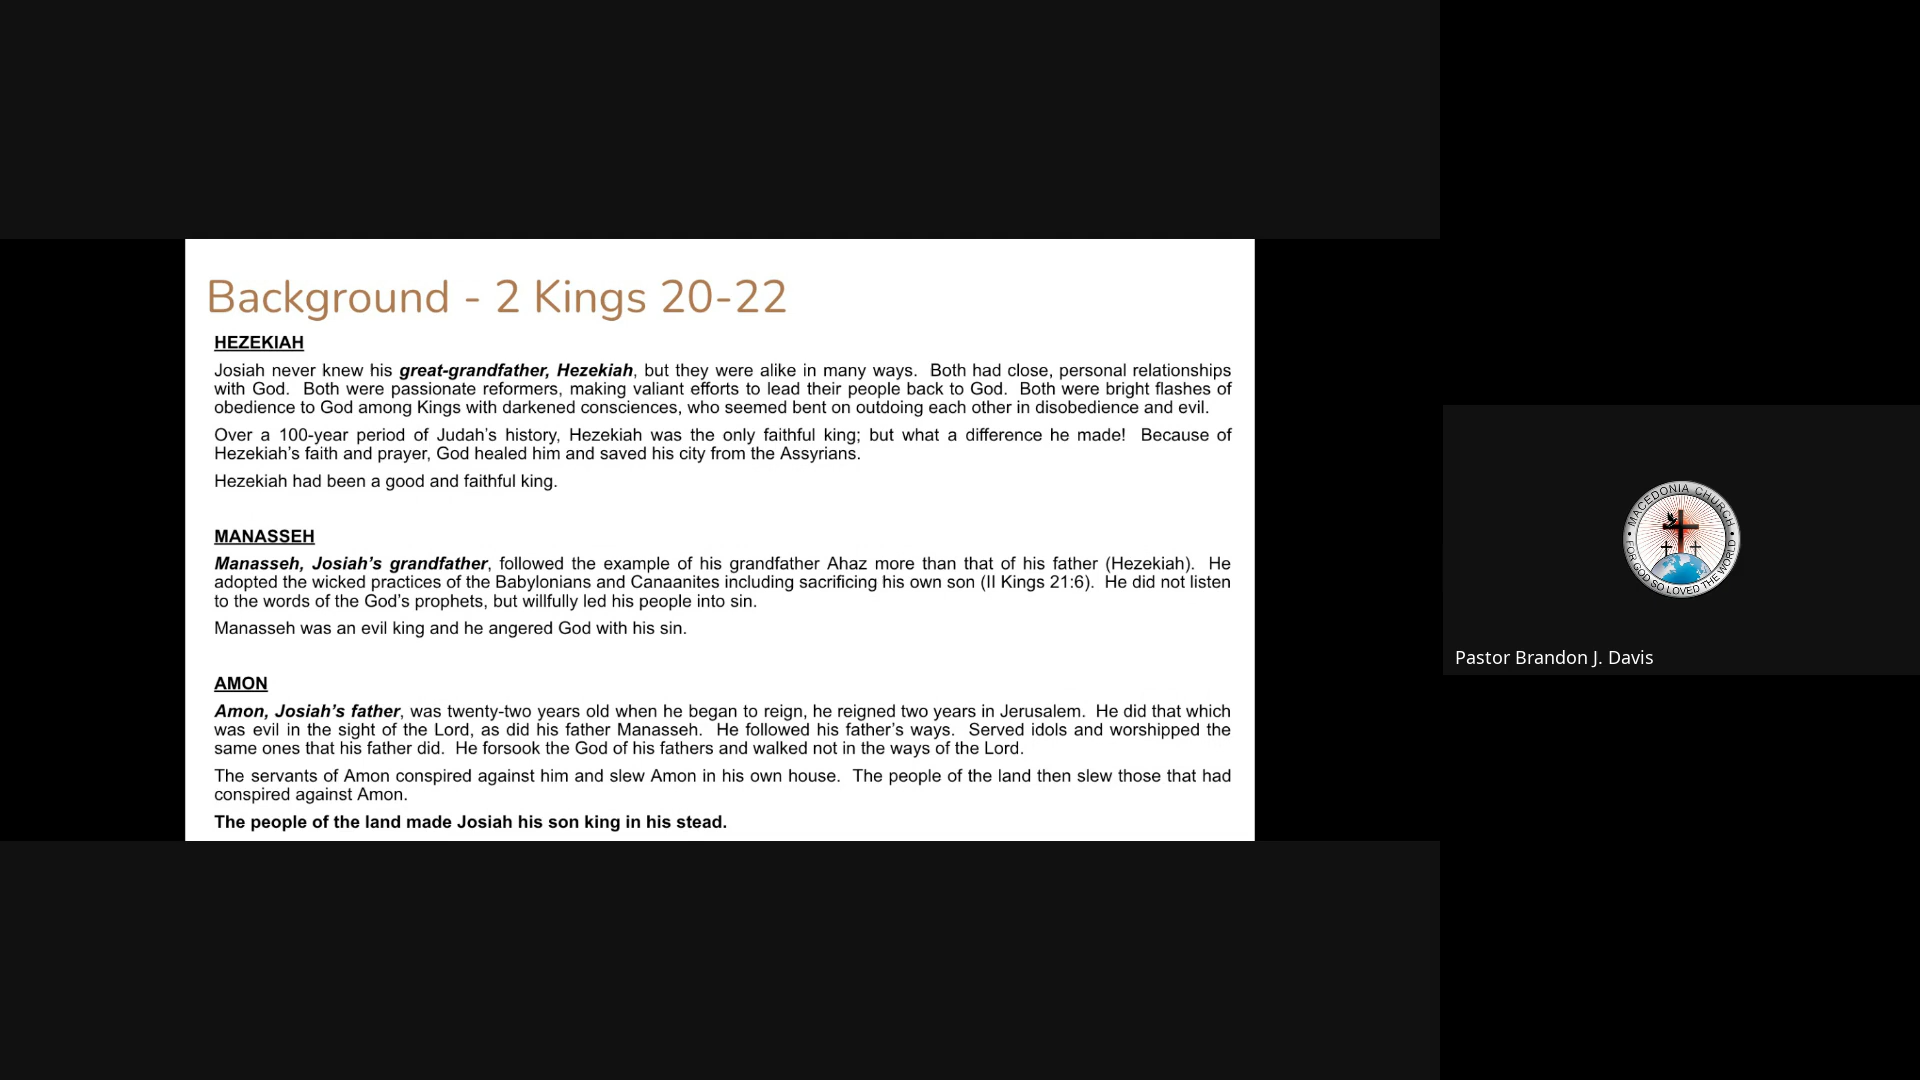 Background - 2 Kings 20-22
HEZEKIAH
Josiah never knew his great-grandfather, Hezekiah, but they were alike in many ways.  Both had close, personal relationships
with God.  Both were passionate reformers, making valiant efforts to lead their people back to God.  Both were bright flashes of
obedience to God among Kings with darkened consciences, who seemed bent on outdoing each other in disobedience and evil.
Over a 100-year period of Judah's history, Hezekiah was the only faithful king; but what a difference he made!  Because of
Hezekiah's faith and prayer, God healed him and saved his city from the Assyrians.
Hezekiah had been a good and faithful king.
MANASSEH
Manasseh, Josiah's grandfather, followed the example of his grandfather Ahaz more than that of his father (Hezekiah).  He
adopted the wicked practices of the Babylonians and Canaanites including sacrificing his own son (II Kings 21:6).  He did not listen
to the words of the God's prophets, but willfully led his people into sin.
Manasseh was an evil king and he angered God with his sin.
AMON
Amon, Josiah's father, was twenty-two years old when he began to reign, he reigned two years in Jerusalem.  He did that which
was evil in the sight of the Lord, as did his father Manasseh.  He followed his father's ways.  Served idols and worshipped the
same ones that his father did.  He forsook the God of his fathers and walked not in the ways of the Lord.
The servants of Amon conspired against him and slew Amon in his own house.  The people of the land then slew those that had
conspired against Amon.
The people of the land made Josiah his son king in his stead.
MACEDONIA CHURCH
FOR GOD SO LOVED THE WORLD
Pastor Brandon J. Davis